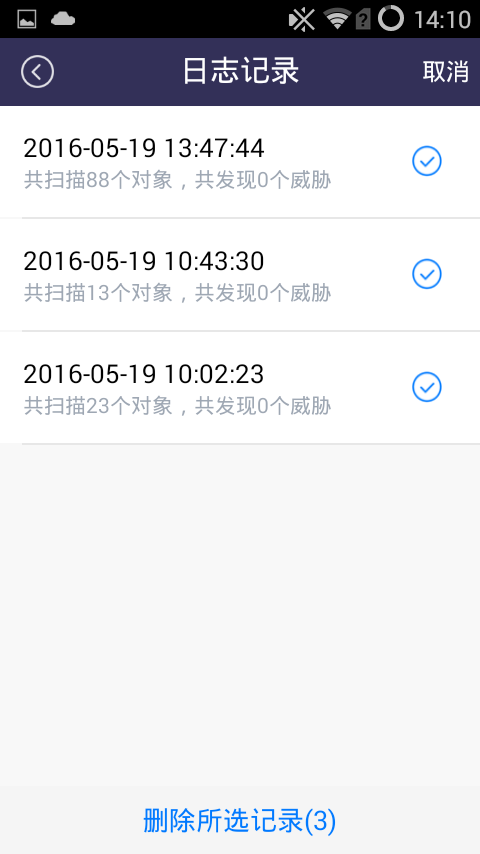 14:10
日志记录
取消
2016-05-19 13:47:44
共扫描88个对象，共发现0个威胁
2016-05-19 10:43:30
共扫描13个对象，共发现0个威胁
2016-05-19 10:02:23
共扫描23个对象，共发现0个威胁
删除所选记录(3)